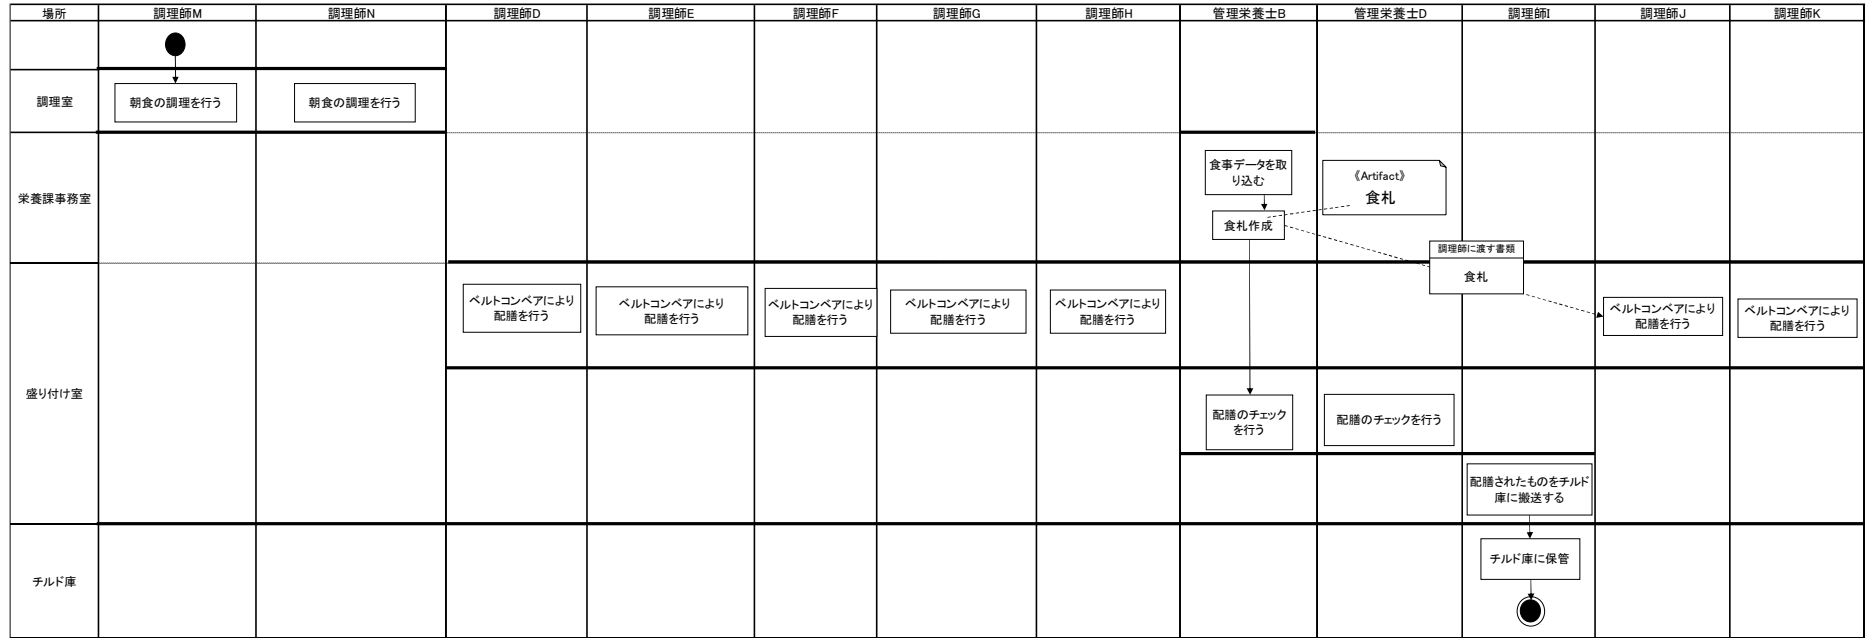 場所 調理師M 調理師N 調理師D 調理師E 調理師F 調理師G 調理師H 管理栄養士B 管理栄養士D 調理師I 調理師J 調理師K
調理室
朝食の調理を行う
朝食の調理を行う
栄養課事務室
食事データを取
り込む
《Artifact》
食札
食札作成
調理師に渡す書類
食札
盛り付け室
ベルトコンベアにより
配膳を行う
ベルトコンベアにより
配膳を行う
ベルトコンベアにより
配膳を行う
ベルトコンベアにより
配膳を行う
ベルトコンベアにより
配膳を行う
ベルトコンベアにより
配膳を行う
ベルトコンベアにより
配膳を行う
配膳のチェック
を行う
配膳のチェックを行う
配膳されたものをチルド
庫に搬送する
チルド庫
チルド庫に保管